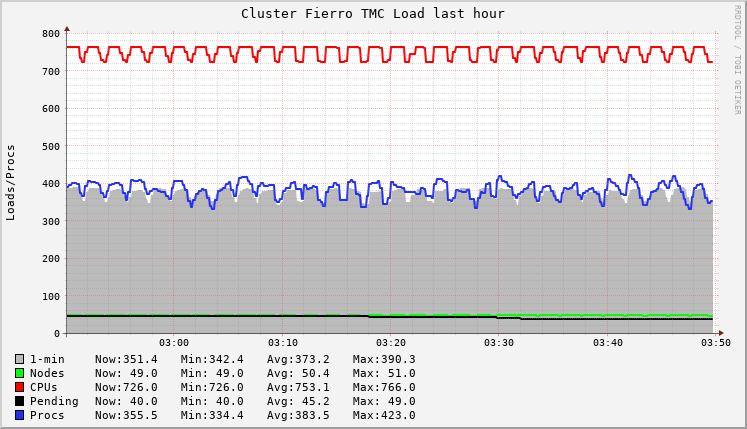 Cluster Fierro TMC Load last hour
RRDTOOL / TOBI OETIKER
Loads/Procs
800
700
600
500
400
300
200
100
0
03:00 03:10 03:20 03:30 03:40 03:50
1-min Now:351.4 Min:342.4 Avg:373.2 Max:390.3
Nodes Now: 49.0 Min: 49.0 Avg: 50.4 Max: 51.0
CPUs Now:726.0 Min:726.0 Avg:753.1 Max:766.0
Pending Now: 40.0 Min: 40.0 Avg: 45.2 Max: 49.0
Procs Now:355.5 Min:334.4 Avg:383.5 Max:423.0